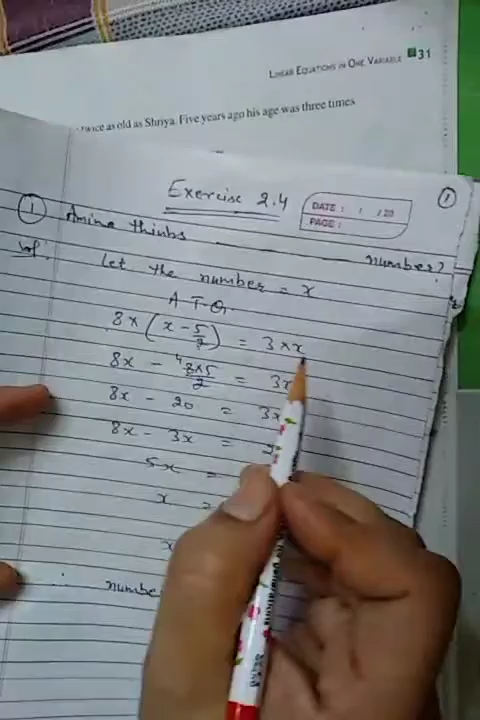 LINEAR EQUATIONS IN ONE VARIABLE 31
twice as old as Shriya. Five years ago his age was three times
Exercise 2.4
1
DATE : / /20
PAGE :
1 Amina thinks ________ number?
Sol:
Let the number = x
A T Q
8 × (x - 5/2) = 3 × x
8x - 4 8×5/2 = 3x
8x - 20 = 3x
8x - 3x =
5x =
x =
x
∴ numbe